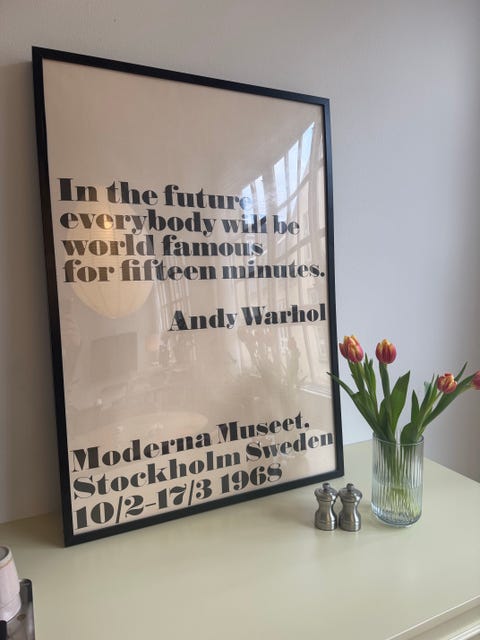 In the future
everybody will be
world famous
for fifteen minutes.
Andy Warhol
Moderna Museet.
Stockholm Sweden
10/2-17/3 1968